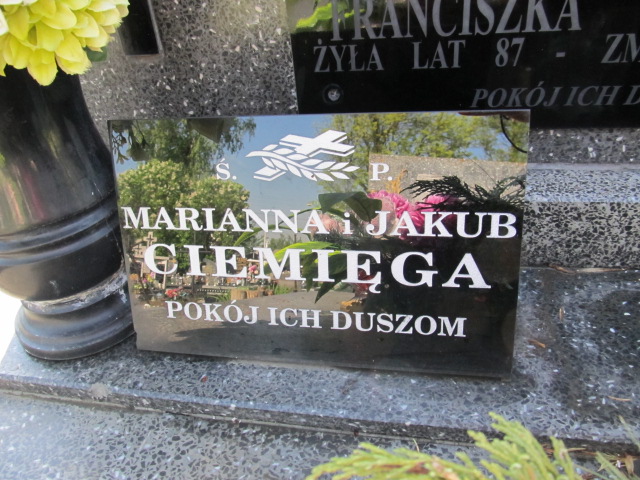 FRANCISZKA
ŻYŁA LAT 87 - ZM
POKÓJ ICH D
Ś. P.
MARIANNA i JAKUB
CIEMIĘGA
POKÓJ ICH DUSZOM